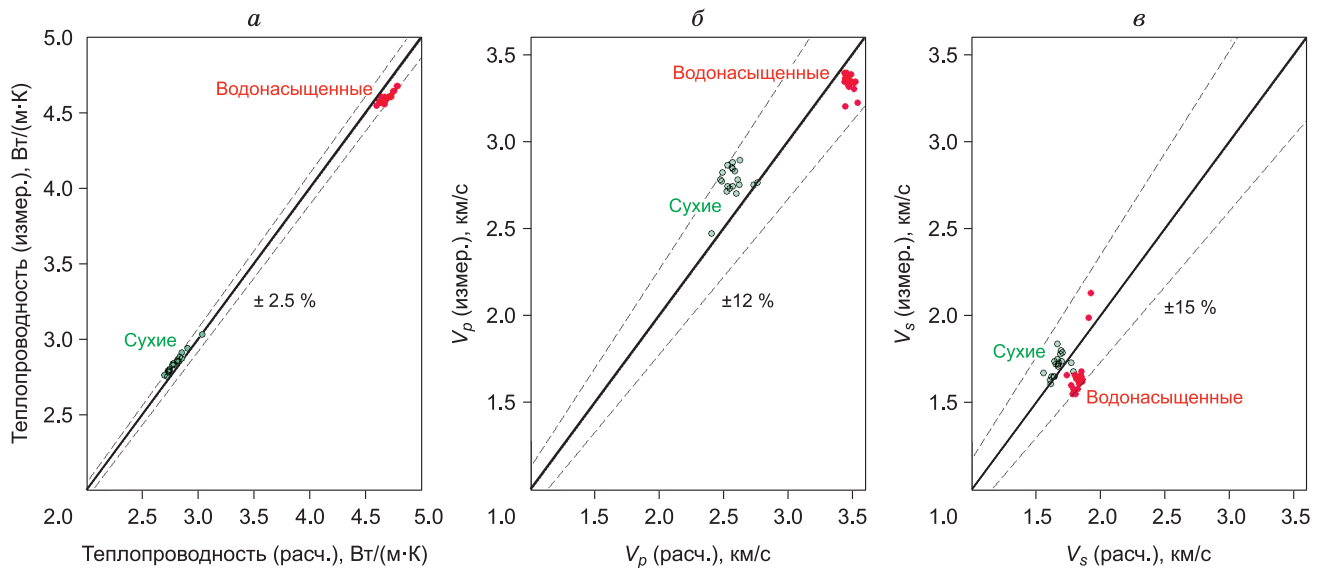 а
Теплопроводность (измер.), Вт/(м·К)
5.0
4.5
4.0
3.5
3.0
2.5
2.0
2.5
3.0
3.5
4.0
4.5
5.0
Водонасыщенные
Сухие
± 2.5 %
Теплопроводность (расч.), Вт/(м·К)
б
Vp (измер.), км/с
3.5
3.0
2.5
2.0
1.5
1.0
1.5
2.0
2.5
3.0
3.5
Водонасыщенные
Сухие
±12 %
Vp (расч.), км/с
в
Vs (измер.), км/с
3.5
3.0
2.5
2.0
1.5
1.0
1.5
2.0
2.5
3.0
3.5
±15 %
Сухие
Водонасыщенные
Vs (расч.), км/с